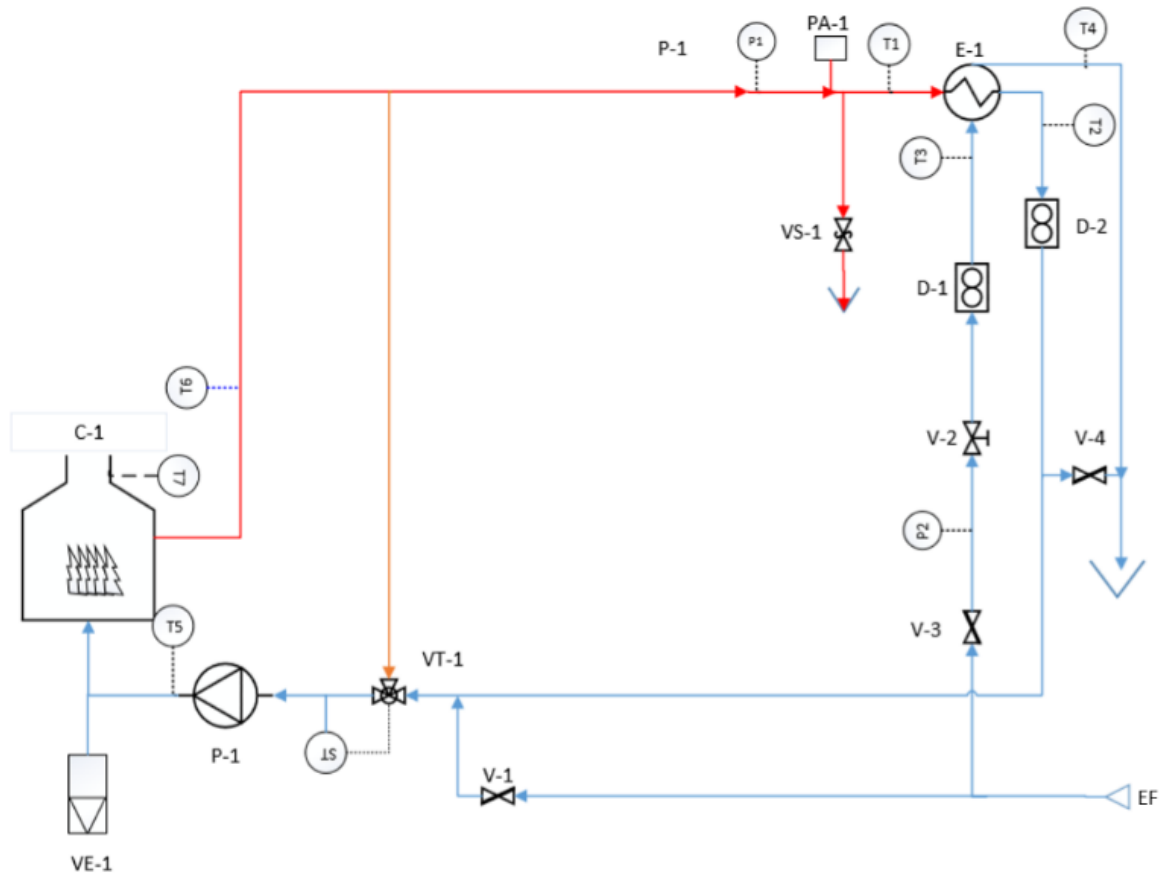 PA-1
P-1
P1
T1
E-1
T4
T3
T2
VS-1
D-2
D-1
T6
C-1
T7
V-2
V-4
P2
T5
V-3
VT-1
P-1
ST
V-1
EF
VE-1